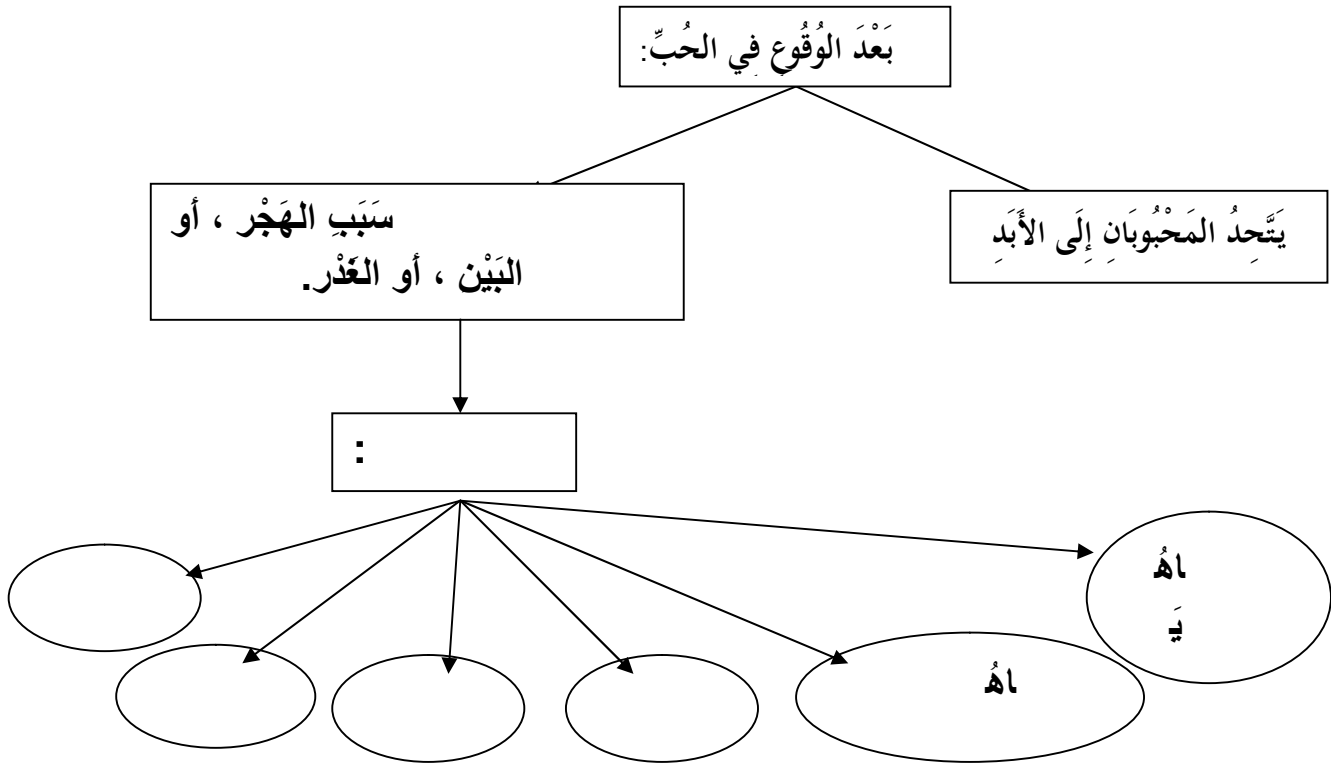 بَعْدَ الوُقُوعِ فِي الحُبِّ:
يَتَّحِدُ المَحْبُوبَانِ إِلَى الأَبَدِ
سَبَبِ الهَجْر ، أو
البَيْن ، أو الغَدْر.
:
اهُ
يَـ
اهُ